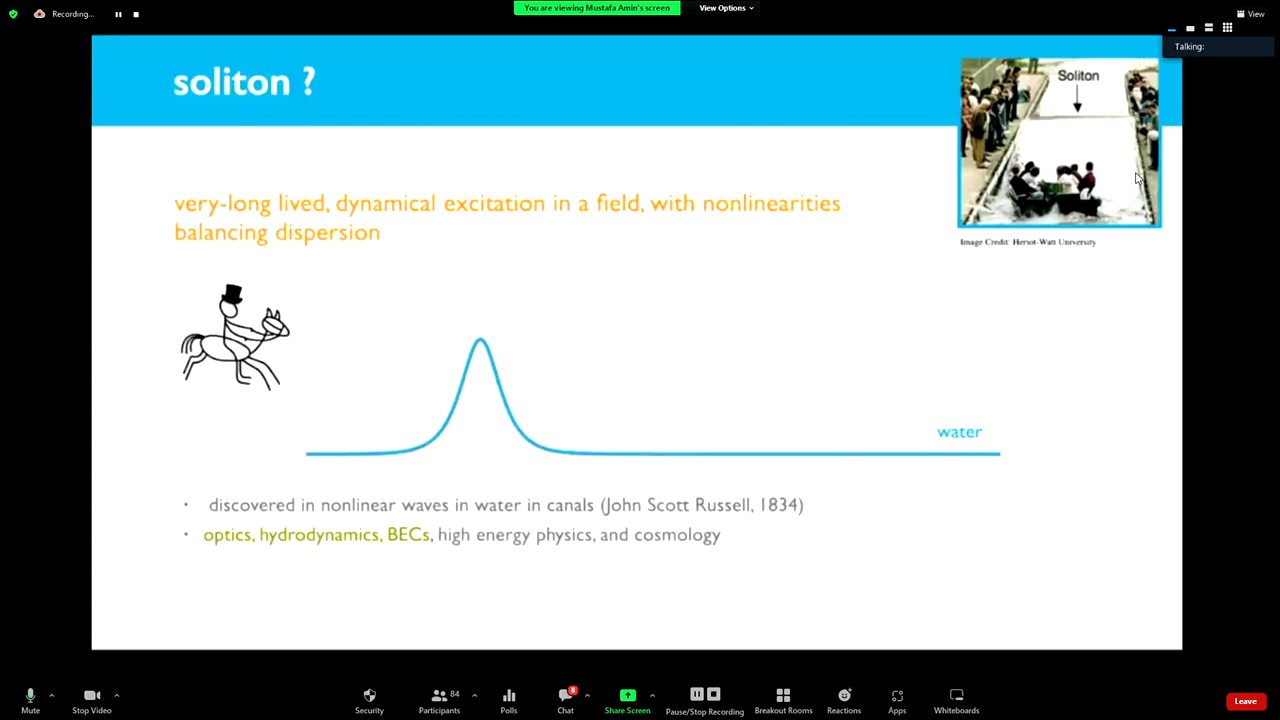 Recording...
You are viewing Mustafa Amin's screen
View Options
View
Talking:
soliton ?
Soliton
very-long lived, dynamical excitation in a field, with nonlinearities
balancing dispersion
Image Credit: Heriot-Watt University
water
· discovered in nonlinear waves in water in canals (John Scott Russell, 1834)
· optics, hydrodynamics, BECs, high energy physics, and cosmology
Mute
Stop Video
Security
84
Participants
Polls
8
Chat
Share Screen
Pause/Stop Recording
Breakout Rooms
Reactions
Apps
Whiteboards
Leave